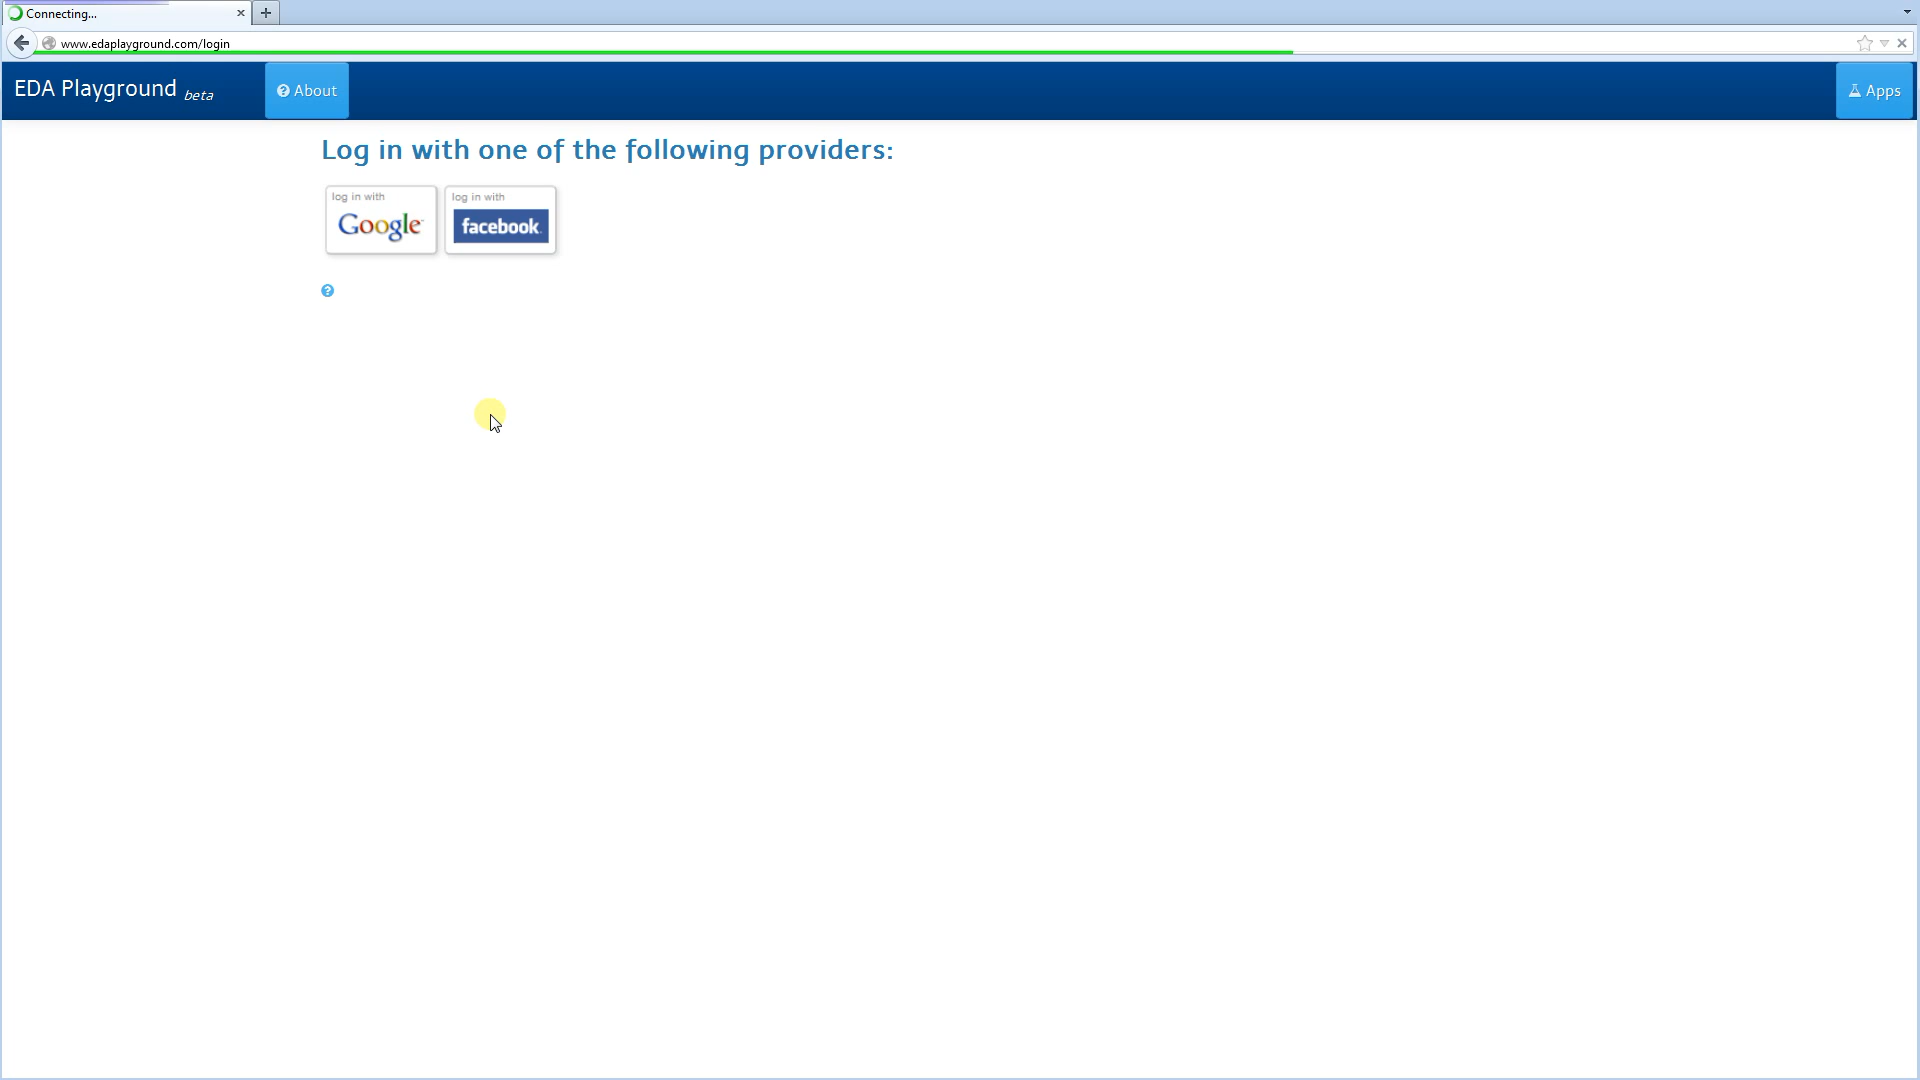 Connecting...
www.edaplayground.com/login
EDA Playground beta
About
Apps
Log in with one of the following providers:
log in with
Google
log in with
facebook